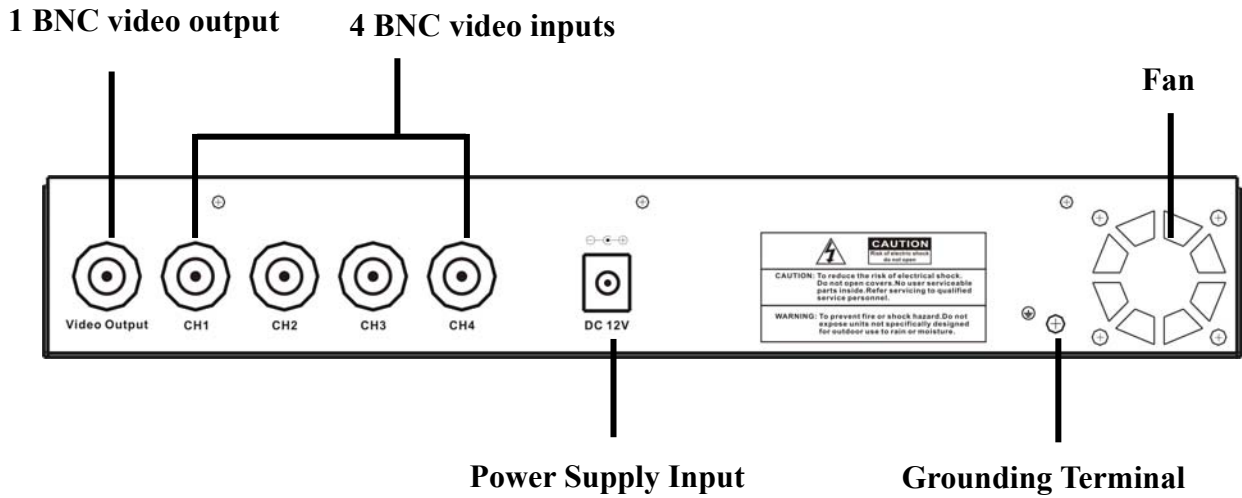 1 BNC video output
4 BNC video inputs
Fan
CAUTION
Risk of electric shock
do not open
CAUTION: To reduce the risk of electrical shock.
Do not open covers.No user serviceable
parts inside.Refer servicing to qualified
service personnel.
WARNING: To prevent fire or shock hazard.Do not
expose units not specifically designed
for outdoor use to rain or moisture.
Video Output
CH1
CH2
CH3
CH4
DC 12V
Power Supply Input
Grounding Terminal